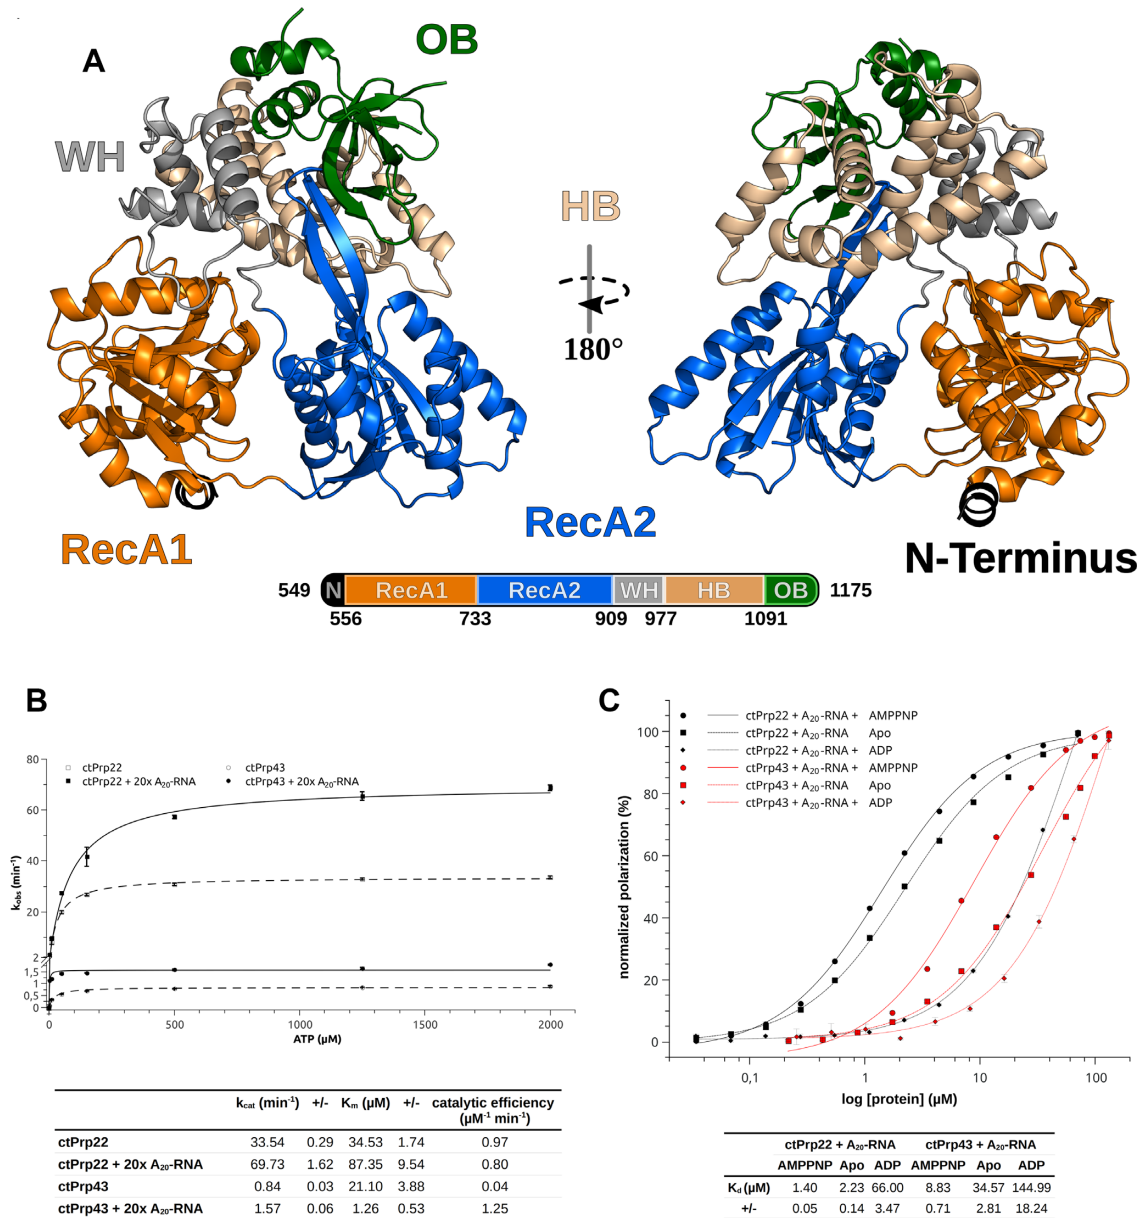 A
OB
WH
HB
180°
RecA1
RecA2
N-Terminus
549 N RecA1 RecA2 WH HB OB 1175
556 733 909 977 1091
B
ctPrp22 ctPrp43
ctPrp22 + 20x A20-RNA ctPrp43 + 20x A20-RNA
kobs (min-1)
80
60
40
20
2
1,5
1
0,5
0
0 500 1000 1500 2000
ATP (µM)
kcat (min-1) +/- Km (µM) +/- catalytic efficiency
(µM-1 min-1)
ctPrp22 33.54 0.29 34.53 1.74 0.97
ctPrp22 + 20x A20-RNA 69.73 1.62 87.35 9.54 0.80
ctPrp43 0.84 0.03 21.10 3.88 0.04
ctPrp43 + 20x A20-RNA 1.57 0.06 1.26 0.53 1.25
C
ctPrp22 + A20-RNA + AMPPNP
ctPrp22 + A20-RNA Apo
ctPrp22 + A20-RNA + ADP
ctPrp43 + A20-RNA + AMPPNP
ctPrp43 + A20-RNA Apo
ctPrp43 + A20-RNA + ADP
normalized polarization (%)
100
80
60
40
20
0
0,1 1 10 100
log [protein] (µM)
ctPrp22 + A20-RNA ctPrp43 + A20-RNA
AMPPNP Apo ADP AMPPNP Apo ADP
Kd (µM) 1.40 2.23 66.00 8.83 34.57 144.99
+/- 0.05 0.14 3.47 0.71 2.81 18.24